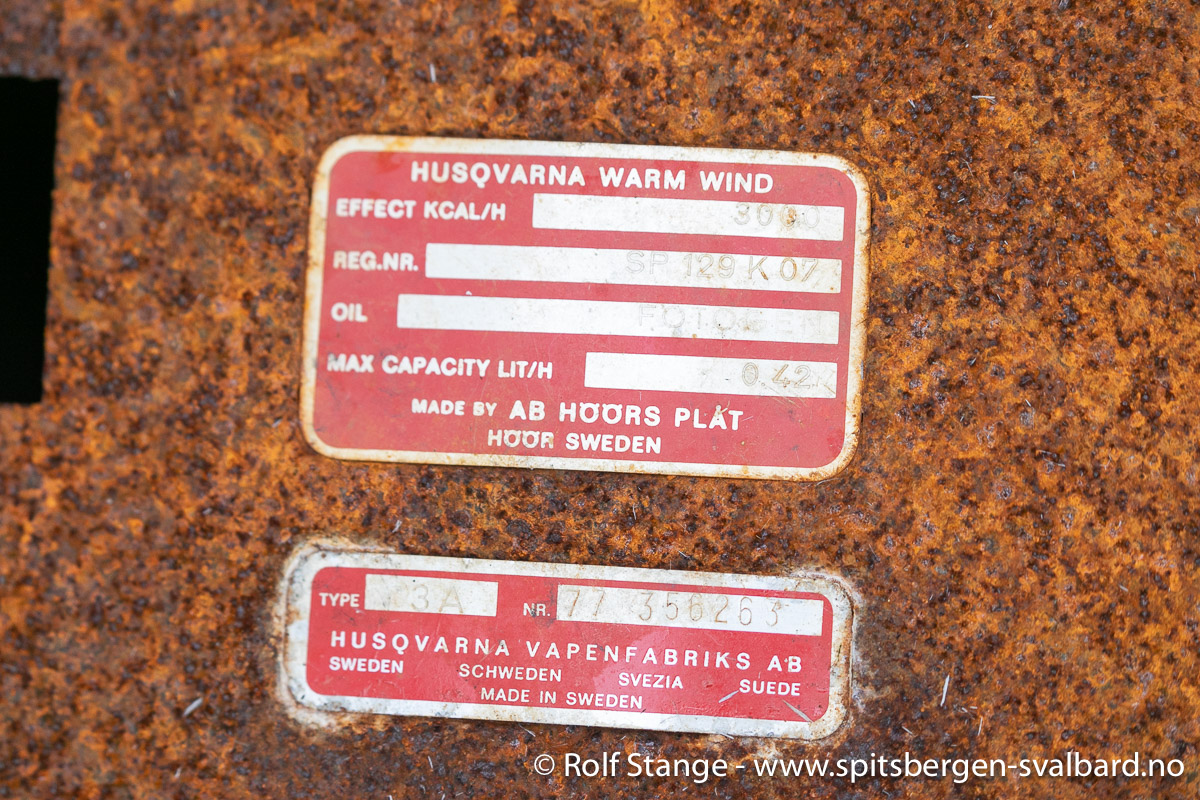 HUSQVARNA WARM WIND
EFFECT KCAL/H 3000
REG.NR. SP 129 K 07
OIL
MAX CAPACITY LIT/H 0.42
MADE BY AB HÖÖRS PLÅT
HÖÖR SWEDEN
TYPE 3A NR. 77 356263
HUSQVARNA VAPENFABRIKS AB
SWEDEN SCHWEDEN SVEZIA SUEDE
MADE IN SWEDEN
© Rolf Stange - www.spitsbergen-svalbard.no